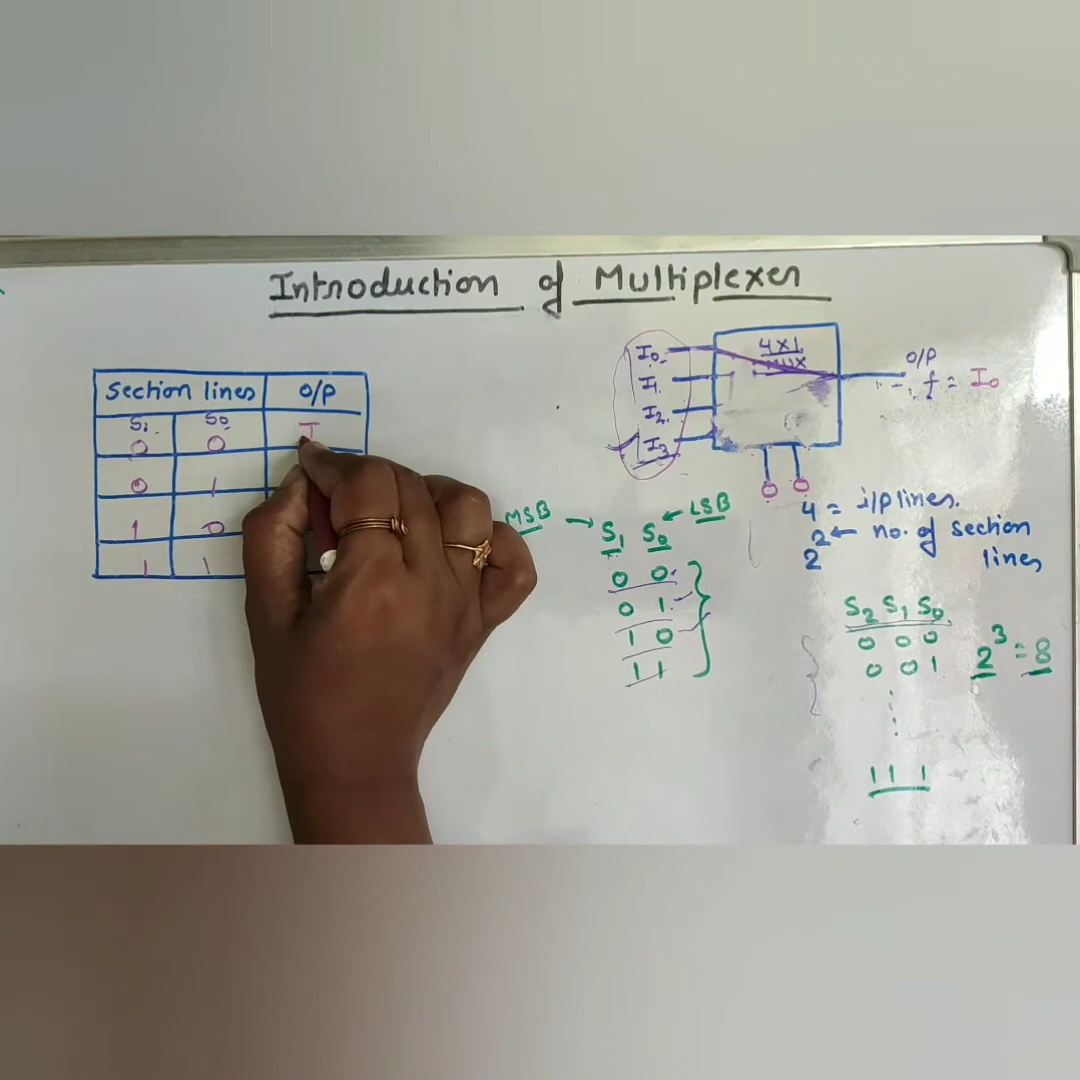 Introduction of Multiplexer
Section lines O/P
S1 S0
0 0 I
0 1
1 0
1 1
I0
I1
I2
I3
4x1
MUX
O/P
f = I0
0 0
4 = i/p lines.
2 2 ← no. of section
lines
MSB → S1 S0 ← LSB
0 0
0 1
1 0
1 1
S2 S1 S0
0 0 0
0 0 1
1 1 1
2^3 = 8